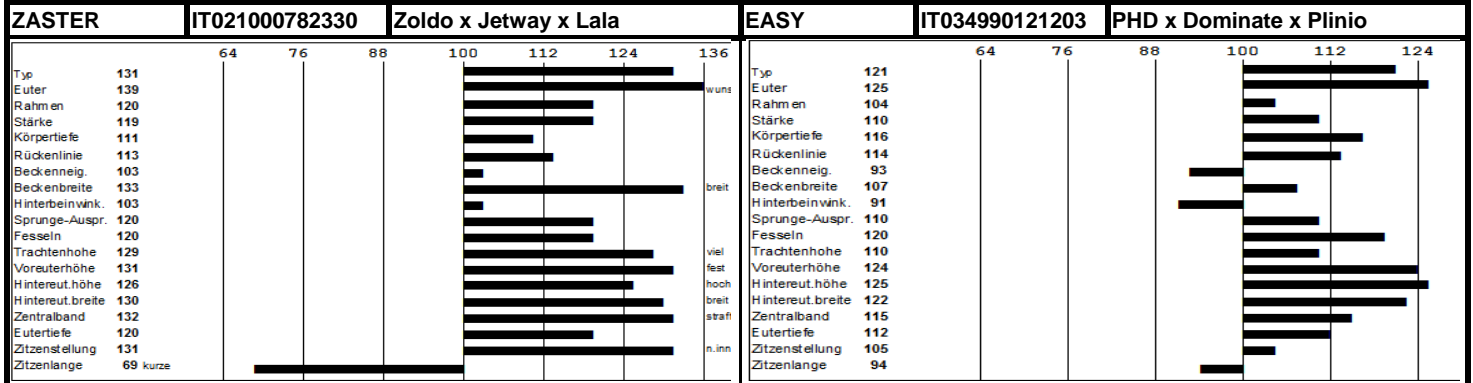 ZASTER IT021000782330 Zoldo x Jetway x Lala
64 76 88 100 112 124 136
Typ 131
Euter 139 wuns
Rahmen 120
Stärke 119
Körpertiefe 111
Rückenlinie 113
Beckenneig. 103
Beckenbreite 133 breit
Hinterbeinwink. 103
Sprunge-Auspr. 120
Fesseln 120
Trachtenhohe 129 viel
Voreuterhöhe 131 fest
Hintereut.höhe 126 hoch
Hintereut.breite 130 breit
Zentralband 132 straff
Eutertiefe 120
Zitzenstellung 131 n.inn
Zitzenlange 69 kurze
EASY IT034990121203 PHD x Dominate x Plinio
64 76 88 100 112 124
Typ 121
Euter 125
Rahmen 104
Stärke 110
Körpertiefe 116
Rückenlinie 114
Beckenneig. 93
Beckenbreite 107
Hinterbeinwink. 91
Sprunge-Auspr. 110
Fesseln 120
Trachtenhohe 110
Voreuterhöhe 124
Hintereut.höhe 125
Hintereut.breite 122
Zentralband 115
Eutertiefe 112
Zitzenstellung 105
Zitzenlange 94